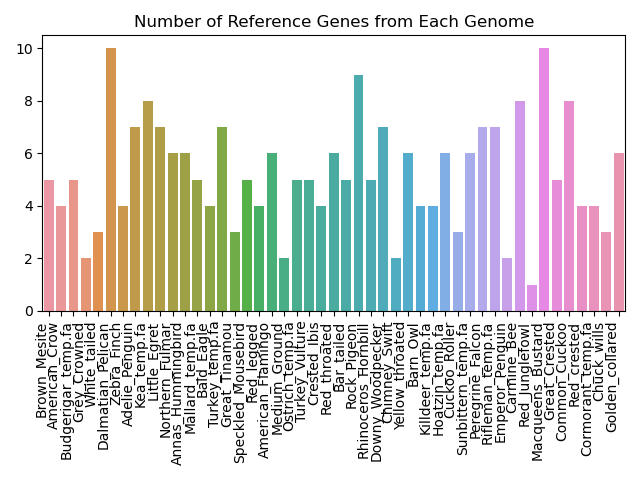 Number of Reference Genes from Each Genome
10
8
6
4
2
0
Brown_Mesite
American_Crow
Budgerigar_temp.fa
Grey_Crowned
White_tailed
Dalmatian_Pelican
Zebra_Finch
Adelie_Penguin
Kea_temp.fa
Little_Egret
Northern_Fulmar
Annas_Hummingbird
Mallard_temp.fa
Bald_Eagle
Turkey_temp.fa
Great_Tinamou
Speckled_Mousebird
Red_legged
American_Flamingo
Medium_Ground
Ostrich_temp.fa
Turkey_Vulture
Crested_Ibis
Red_throated
Bar_tailed
Rock_Pigeon
Rhinoceros_Hornbill
Downy_Woodpecker
Chimney_Swift
Yellow_throated
Barn_Owl
Killdeer_temp.fa
Hoatzin_temp.fa
Cuckoo_Roller
Sunbittern_temp.fa
Peregrine_Falcon
Rifleman_temp.fa
Emperor_Penguin
Carmine_Bee
Red_Junglefowl
Macqueens_Bustard
Great_Crested
Common_Cuckoo
Red_crested
Cormorant_temp.fa
Chuck_wills
Golden_collared